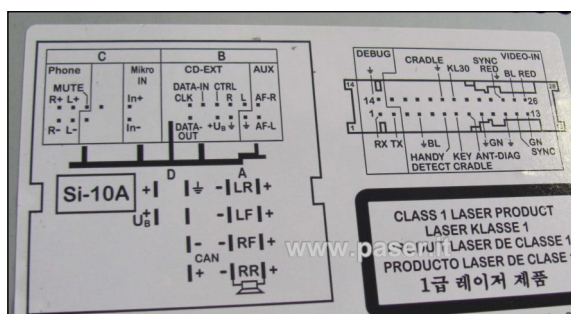 C B
Phone Mikro IN CD-EXT AUX
MUTE DATA-IN CTRL
R+ L+ In+ CLK R L AF-R
R- L- In- DATA-OUT +UB AF-L
D A
Si-10A + - LR +
+UB - LF +
- - RF +
CAN
+ - RR +
DEBUG CRADLE KL30 SYNC RED VIDEO-IN
BL RED
14 28
14 26
1 13
1
RX TX BL GN GN SYNC
HANDY DETECT KEY CRADLE ANT-DIAG
CLASS 1 LASER PRODUCT
LASER KLASSE 1
LASER DE CLASSE 1
PRODUCTO LASER DE CLASE
1급 레이저 제품
www.paser.it